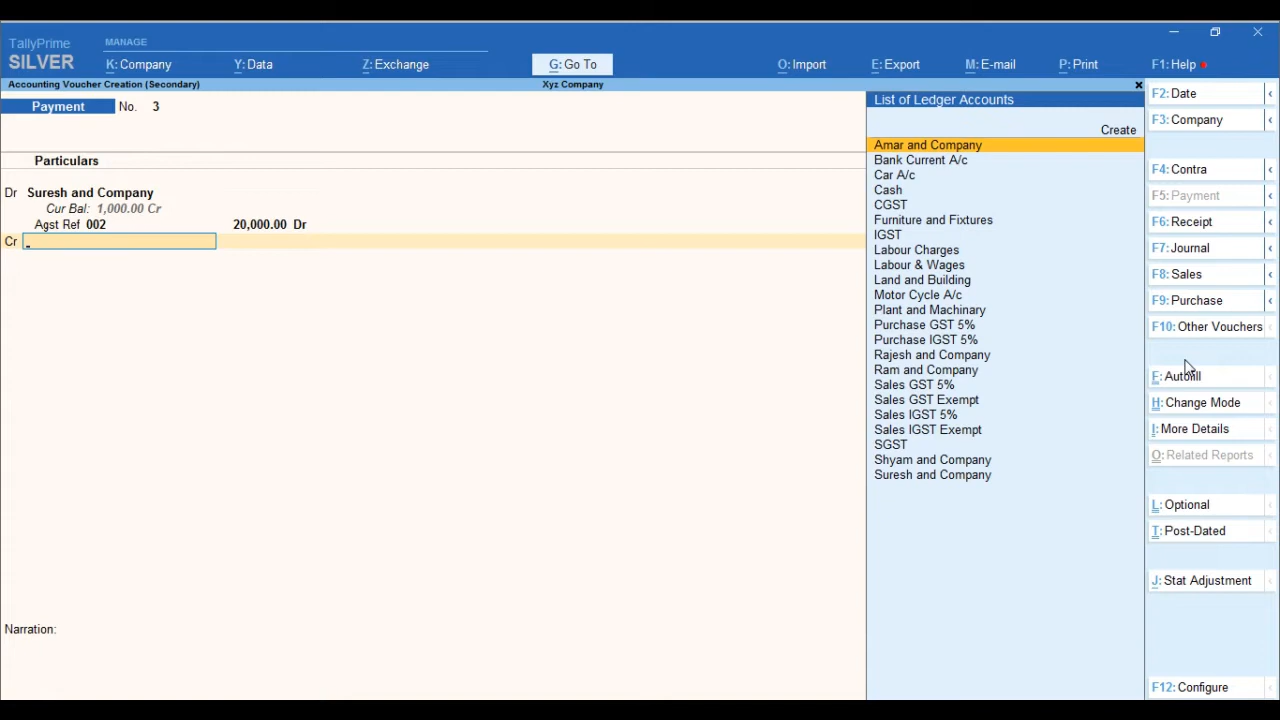 TallyPrime
SILVER
MANAGE
K: Company
Y: Data
Z: Exchange
G: Go To
O: Import
E: Export
M: E-mail
P: Print
F1: Help
Accounting Voucher Creation (Secondary)
Xyz Company
Payment No. 3
Particulars
Dr Suresh and Company
Cur Bal: 1,000.00 Cr
Agst Ref 002 20,000.00 Dr
Cr
Narration:
List of Ledger Accounts
Create
Amar and Company
Bank Current A/c
Car A/c
Cash
CGST
Furniture and Fixtures
IGST
Labour Charges
Labour & Wages
Land and Building
Motor Cycle A/c
Plant and Machinery
Purchase GST 5%
Purchase IGST 5%
Rajesh and Company
Ram and Company
Sales GST 5%
Sales GST Exempt
Sales IGST 5%
Sales IGST Exempt
SGST
Shyam and Company
Suresh and Company
F2: Date
F3: Company
F4: Contra
F5: Payment
F6: Receipt
F7: Journal
F8: Sales
F9: Purchase
F10: Other Vouchers
E: Autofill
H: Change Mode
I: More Details
O: Related Reports
L: Optional
T: Post-Dated
J: Stat Adjustment
F12: Configure